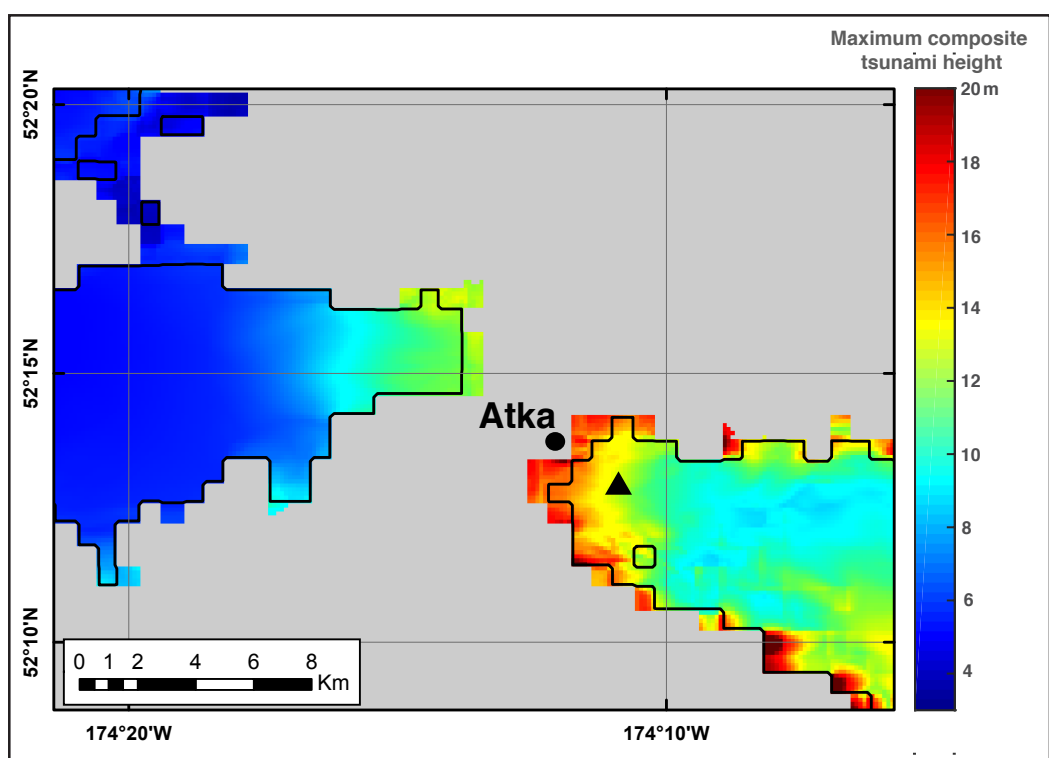 Maximum composite
tsunami height
52°20'N
52°15'N
52°10'N
20 m
18
16
14
12
10
8
6
4
Atka
0 1 2 4 6 8
Km
174°20'W
174°10'W